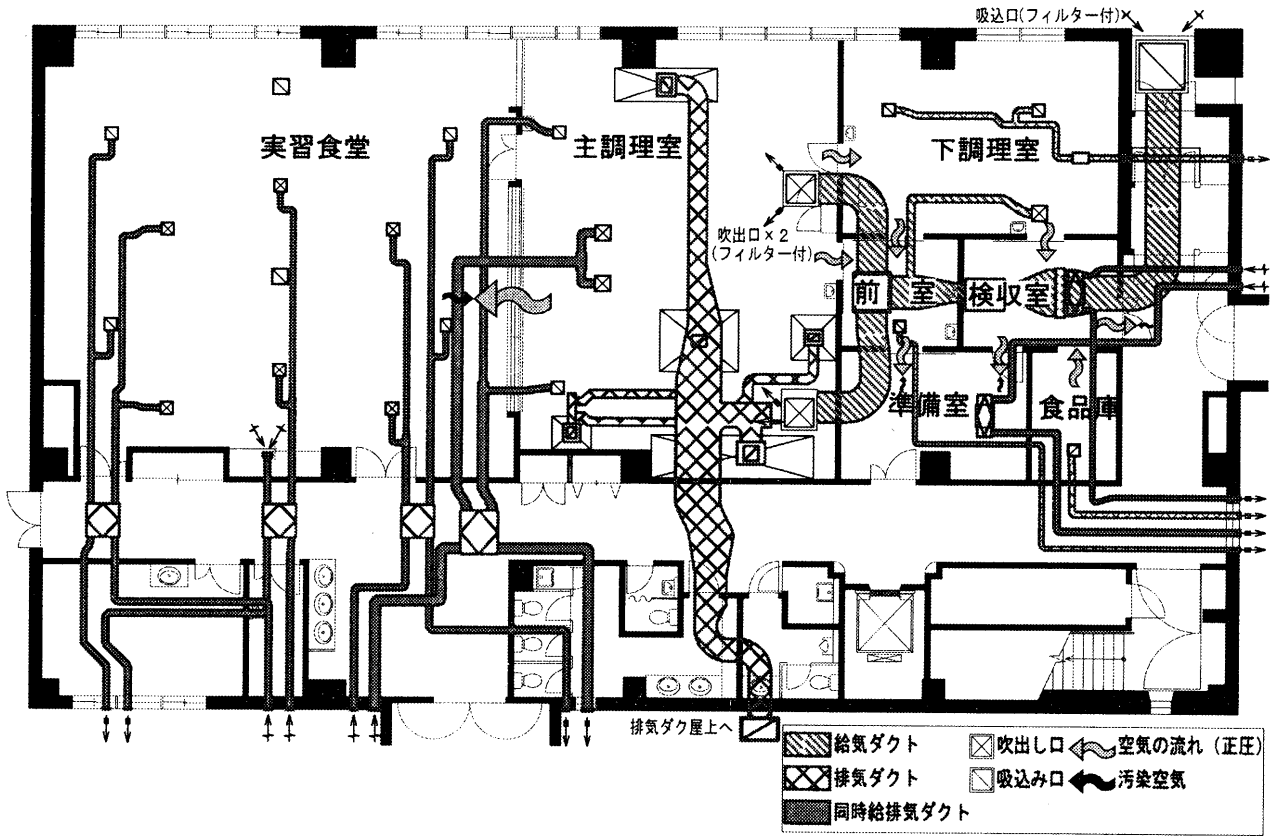 吸込口(フィルター付)
実習食堂
主調理室
下調理室
吹出口×2
(フィルター付)
前室
検収室
準備室
食品庫
排気ダク屋上へ
給気ダクト
吹出し口
空気の流れ（正圧）
排気ダクト
吸込み口
汚染空気
同時給排気ダクト